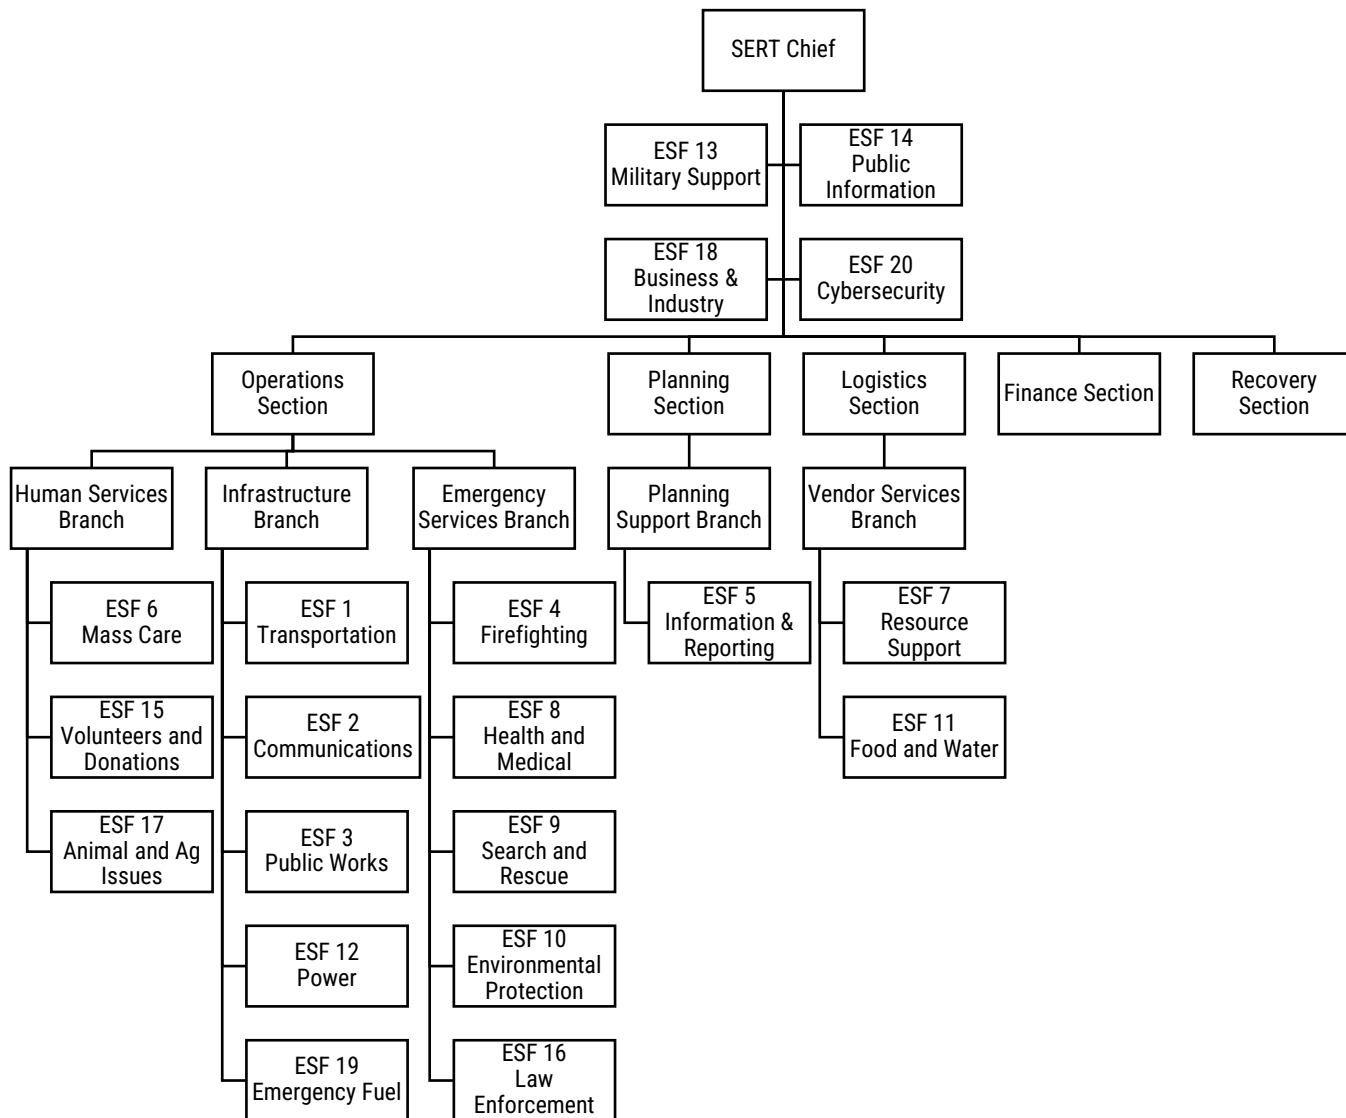 SERT Chief
ESF 13
Military Support
ESF 14
Public
Information
ESF 18
Business &
Industry
ESF 20
Cybersecurity
Operations
Section
Planning
Section
Logistics
Section
Finance Section
Recovery
Section
Human Services
Branch
Infrastructure
Branch
Emergency
Services Branch
Planning
Support Branch
Vendor Services
Branch
ESF 6
Mass Care
ESF 15
Volunteers and
Donations
ESF 17
Animal and Ag
Issues
ESF 1
Transportation
ESF 2
Communications
ESF 3
Public Works
ESF 12
Power
ESF 19
Emergency Fuel
ESF 4
Firefighting
ESF 8
Health and
Medical
ESF 9
Search and
Rescue
ESF 10
Environmental
Protection
ESF 16
Law
Enforcement
ESF 5
Information &
Reporting
ESF 7
Resource
Support
ESF 11
Food and Water